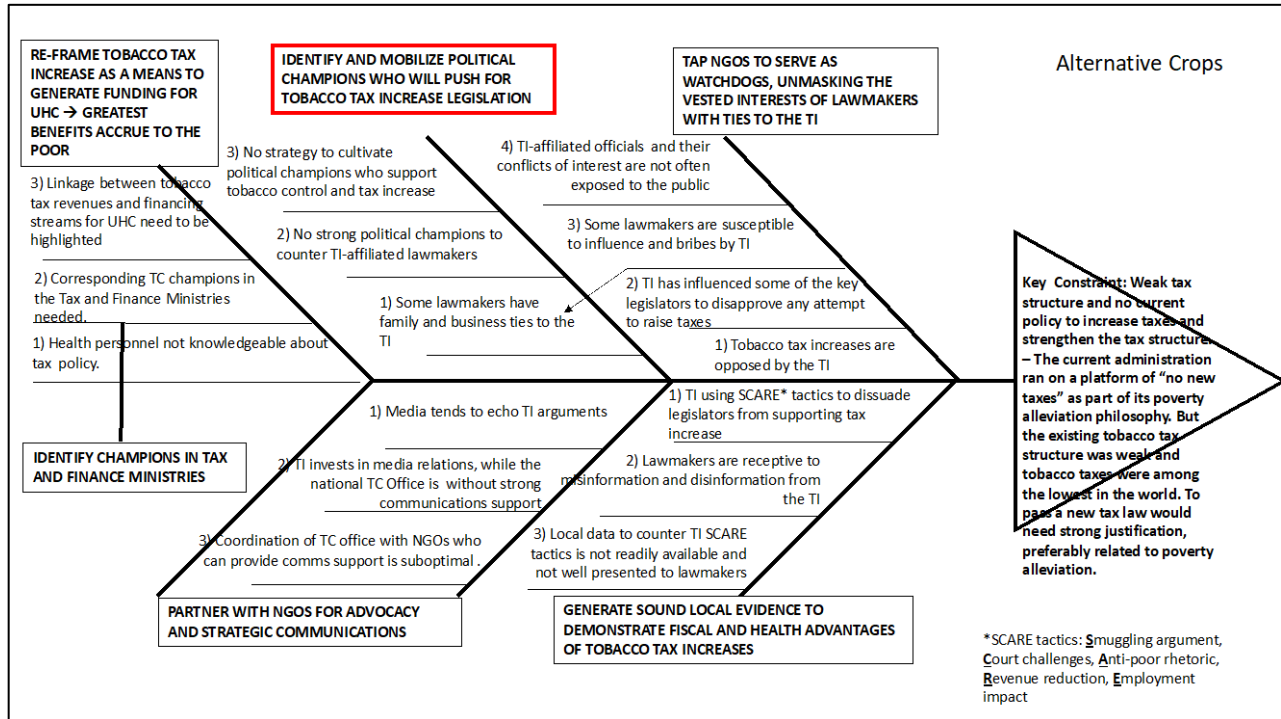 RE-FRAME TOBACCO TAX
INCREASE AS A MEANS TO
GENERATE FUNDING FOR
UHC → GREATEST
BENEFITS ACCRUE TO THE
POOR
IDENTIFY AND MOBILIZE POLITICAL
CHAMPIONS WHO WILL PUSH FOR
TOBACCO TAX INCREASE LEGISLATION
TAP NGOS TO SERVE AS
WATCHDOGS, UNMASKING THE
VESTED INTERESTS OF LAWMAKERS
WITH TIES TO THE TI
Alternative Crops
3) Linkage between tobacco
tax revenues and financing
streams for UHC need to be
highlighted
2) Corresponding TC champions in
the Tax and Finance Ministries
needed.
1) Health personnel not knowledgeable about
tax policy.
3) No strategy to cultivate
political champions who support
tobacco control and tax increase
2) No strong political champions to
counter TI-affiliated lawmakers
1) Some lawmakers have
family and business ties to the
TI
4) TI-affiliated officials and their
conflicts of interest are not often
exposed to the public
3) Some lawmakers are susceptible
to influence and bribes by TI
2) TI has influenced some of the key
legislators to disapprove any attempt
to raise taxes
1) Tobacco tax increases are
opposed by the TI
Key Constraint: Weak tax
structure and no current
policy to increase taxes and
strengthen the tax structure.
– The current administration
ran on a platform of “no new
taxes” as part of its poverty
alleviation philosophy. But
the existing tobacco tax
structure was weak and
tobacco taxes were among
the lowest in the world. To
pass a new tax law would
need strong justification,
preferably related to poverty
alleviation.
IDENTIFY CHAMPIONS IN TAX
AND FINANCE MINISTRIES
1) Media tends to echo TI arguments
2) TI invests in media relations, while the
national TC Office is without strong
communications support
3) Coordination of TC office with NGOs who
can provide comms support is suboptimal .
PARTNER WITH NGOS FOR ADVOCACY
AND STRATEGIC COMMUNICATIONS
1) TI using SCARE* tactics to dissuade
legislators from supporting tax
increase
2) Lawmakers are receptive to
misinformation and disinformation from
the TI
3) Local data to counter TI SCARE
tactics is not readily available and
not well presented to lawmakers
GENERATE SOUND LOCAL EVIDENCE TO
DEMONSTRATE FISCAL AND HEALTH ADVANTAGES
OF TOBACCO TAX INCREASES
*SCARE tactics: Smuggling argument,
Court challenges, Anti-poor rhetoric,
Revenue reduction, Employment
impact